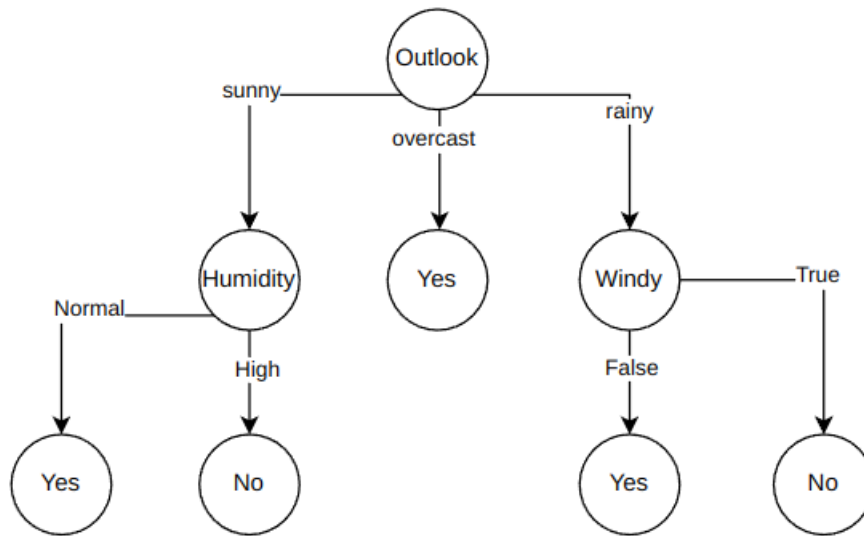 Outlook
sunny
overcast
rainy
Humidity
Yes
Windy
Normal
High
False
True
Yes
No
Yes
No